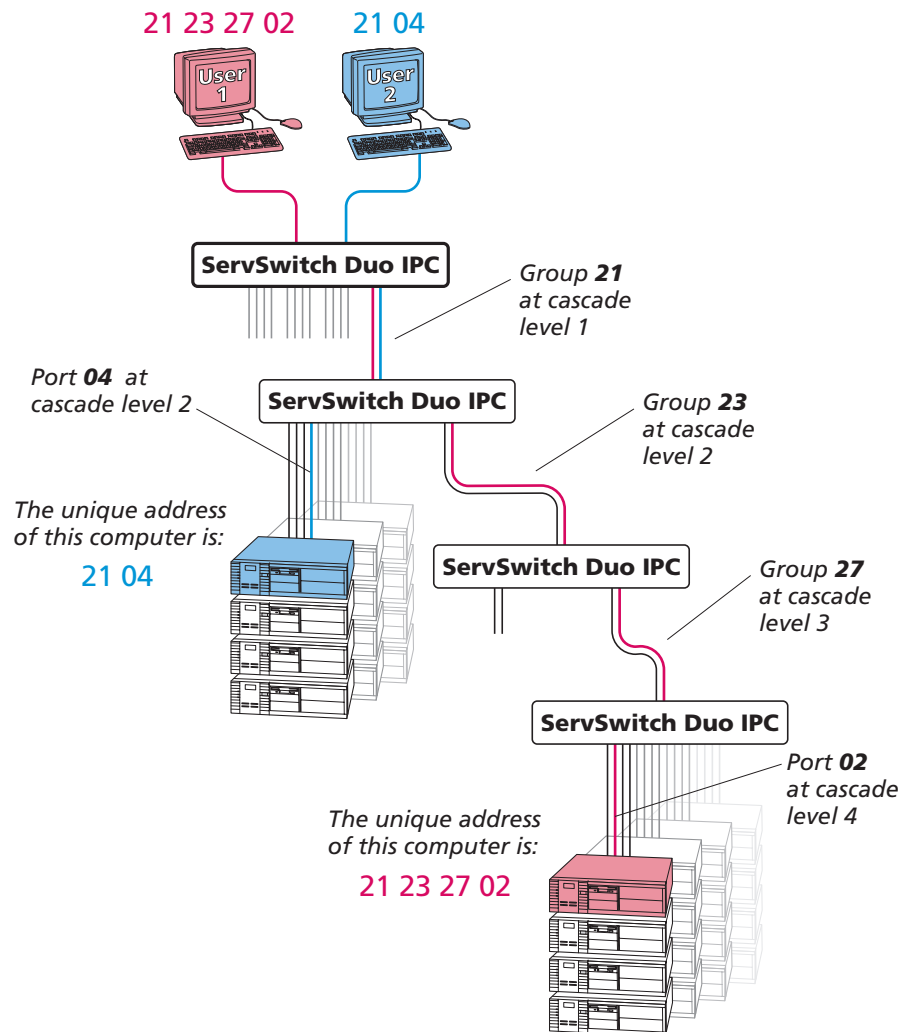 21 23 27 02
21 04
User
1
User
2
ServSwitch Duo IPC
Group 21
at cascade
level 1
Port 04 at
cascade level 2
ServSwitch Duo IPC
Group 23
at cascade
level 2
The unique address
of this computer is:
21 04
ServSwitch Duo IPC
Group 27
at cascade
level 3
ServSwitch Duo IPC
Port 02
at cascade
level 4
The unique address
of this computer is:
21 23 27 02